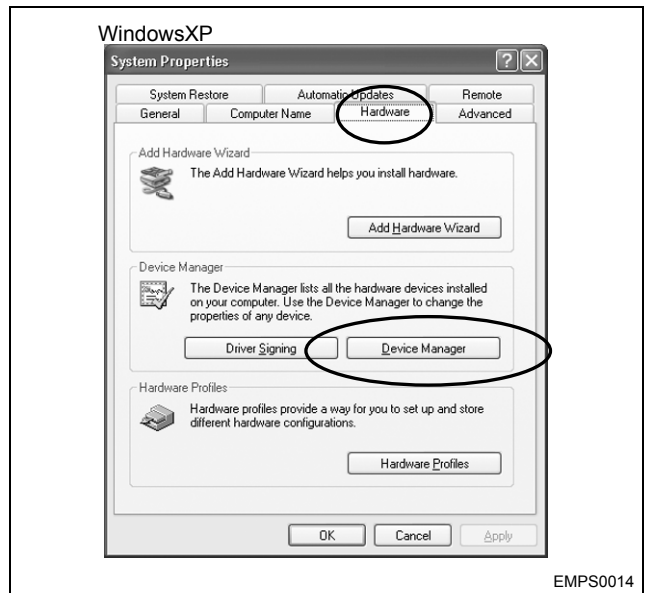 WindowsXP
System Properties
System Restore Automatic Updates Remote
General Computer Name Hardware Advanced
Add Hardware Wizard
The Add Hardware Wizard helps you install hardware.
Add Hardware Wizard
Device Manager
The Device Manager lists all the hardware devices installed
on your computer. Use the Device Manager to change the
properties of any device.
Driver Signing Device Manager
Hardware Profiles
Hardware profiles provide a way for you to set up and store
different hardware configurations.
Hardware Profiles
OK Cancel Apply
EMPS0014